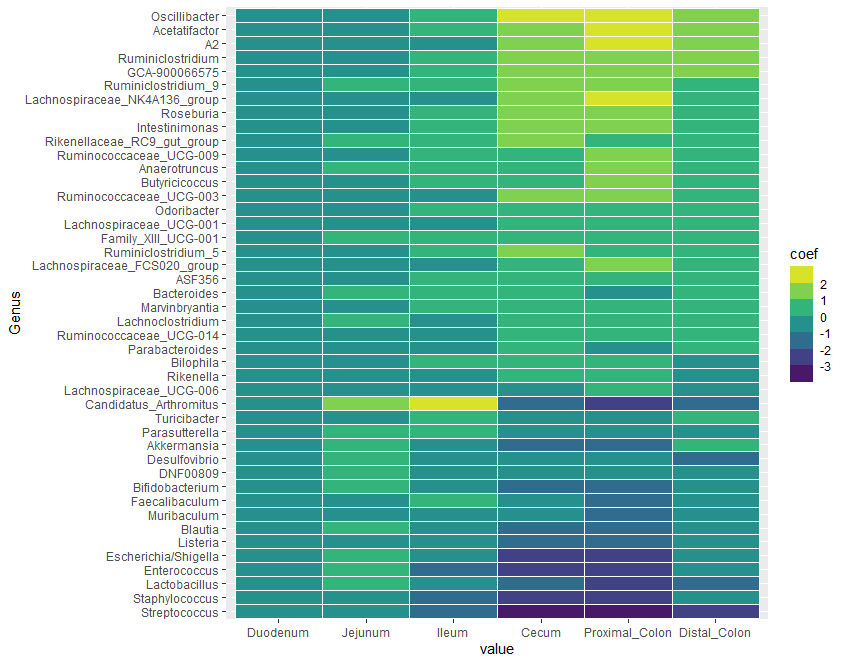 Oscillibacter
Acetatifactor
A2
Ruminiclostridium
GCA-900066575
Ruminiclostridium_9
Lachnospiraceae_NK4A136_group
Roseburia
Intestinimonas
Rikenellaceae_RC9_gut_group
Ruminococcaceae_UCG-009
Anaerotruncus
Butyricicoccus
Ruminococcaceae_UCG-003
Odoribacter
Lachnospiraceae_UCG-001
Family_XIII_UCG-001
Ruminiclostridium_5
Lachnospiraceae_FCS020_group
ASF356
Bacteroides
Marvinbryantia
Lachnoclostridium
Ruminococcaceae_UCG-014
Parabacteroides
Bilophila
Rikenella
Lachnospiraceae_UCG-006
Candidatus_Arthromitus
Turicibacter
Parasutterella
Akkermansia
Desulfovibrio
DNF00809
Bifidobacterium
Faecalibaculum
Muribaculum
Blautia
Listeria
Escherichia/Shigella
Enterococcus
Lactobacillus
Staphylococcus
Streptococcus
Genus
Duodenum Jejunum Ileum Cecum Proximal_Colon Distal_Colon
value
coef
2
1
0
-1
-2
-3